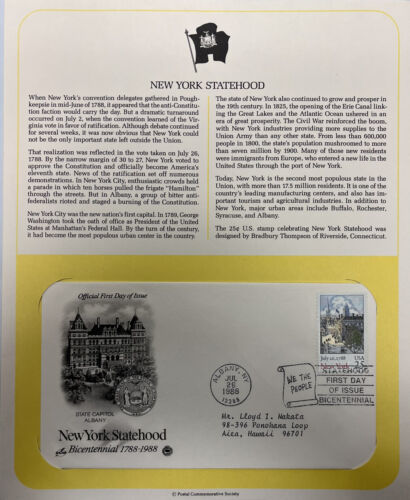 NEW YORK STATEHOOD
When New York's convention delegates gathered in Pough-
keepsie in mid-June of 1788, it appeared that the anti-Constitu-
tion faction would carry the day. But a dramatic turnaround
occurred on July 2, when the convention learned of the Vir-
ginia vote in favor of ratification. Although debate continued
for several weeks, it was now obvious that New York could
not be the only important state left outside the Union.
That realization was reflected in the vote taken on July 26,
1788. By the narrow margin of 30 to 27, New York voted to
approve the Constitution and officially become America's
eleventh state. News of the ratification set off numerous
demonstrations. In New York City, enthusiastic crowds held
a parade in which ten horses pulled the frigate "Hamilton"
through the streets. But in Albany, a group of bitter anti-
federalists rioted and staged a burning of the Constitution.
New York City was the new nation's first capital. In 1789, George
Washington took the oath of office as President of the United
States at Manhattan's Federal Hall. By the turn of the century,
it had become the most populous urban center in the country.
The state of New York also continued to grow and prosper in
the 19th century. In 1825, the opening of the Erie Canal link-
ing the Great Lakes and the Atlantic Ocean ushered in an
era of great prosperity. The Civil War reinforced the boom,
with New York industries providing more supplies to the
Union Army than any other state. From less than 600,000
people in 1800, the state's population mushroomed to more
than seven million by 1900. Many of those new residents
were immigrants from Europe, who entered a new life in the
United States through the port of New York.
Today, New York is the second most populous state in the
Union, with more than 17.5 million residents. It is one of the
country's leading manufacturing centers, and also has im-
portant tourism and agricultural industries. In addition to
New York, major urban areas include Buffalo, Rochester,
Syracuse, and Albany.
The 25¢ U.S. stamp celebrating New York Statehood was
designed by Bradbury Thompson of Riverside, Connecticut.
Official First Day of Issue
STATE CAPITOL
ALBANY
New York Statehood
Bicentennial 1788-1988
ALBANY, NY
JUL
26
1988
12288
WE THE
PEOPLE
July 26, 1788 USA
New York 25
STATEHOOD
FIRST DAY
OF ISSUE
BICENTENNIAL
Mr. Lloyd I. Nakata
98-396 Ponohana Loop
Aiea, Hawaii 96701
© Postal Commemorative Society